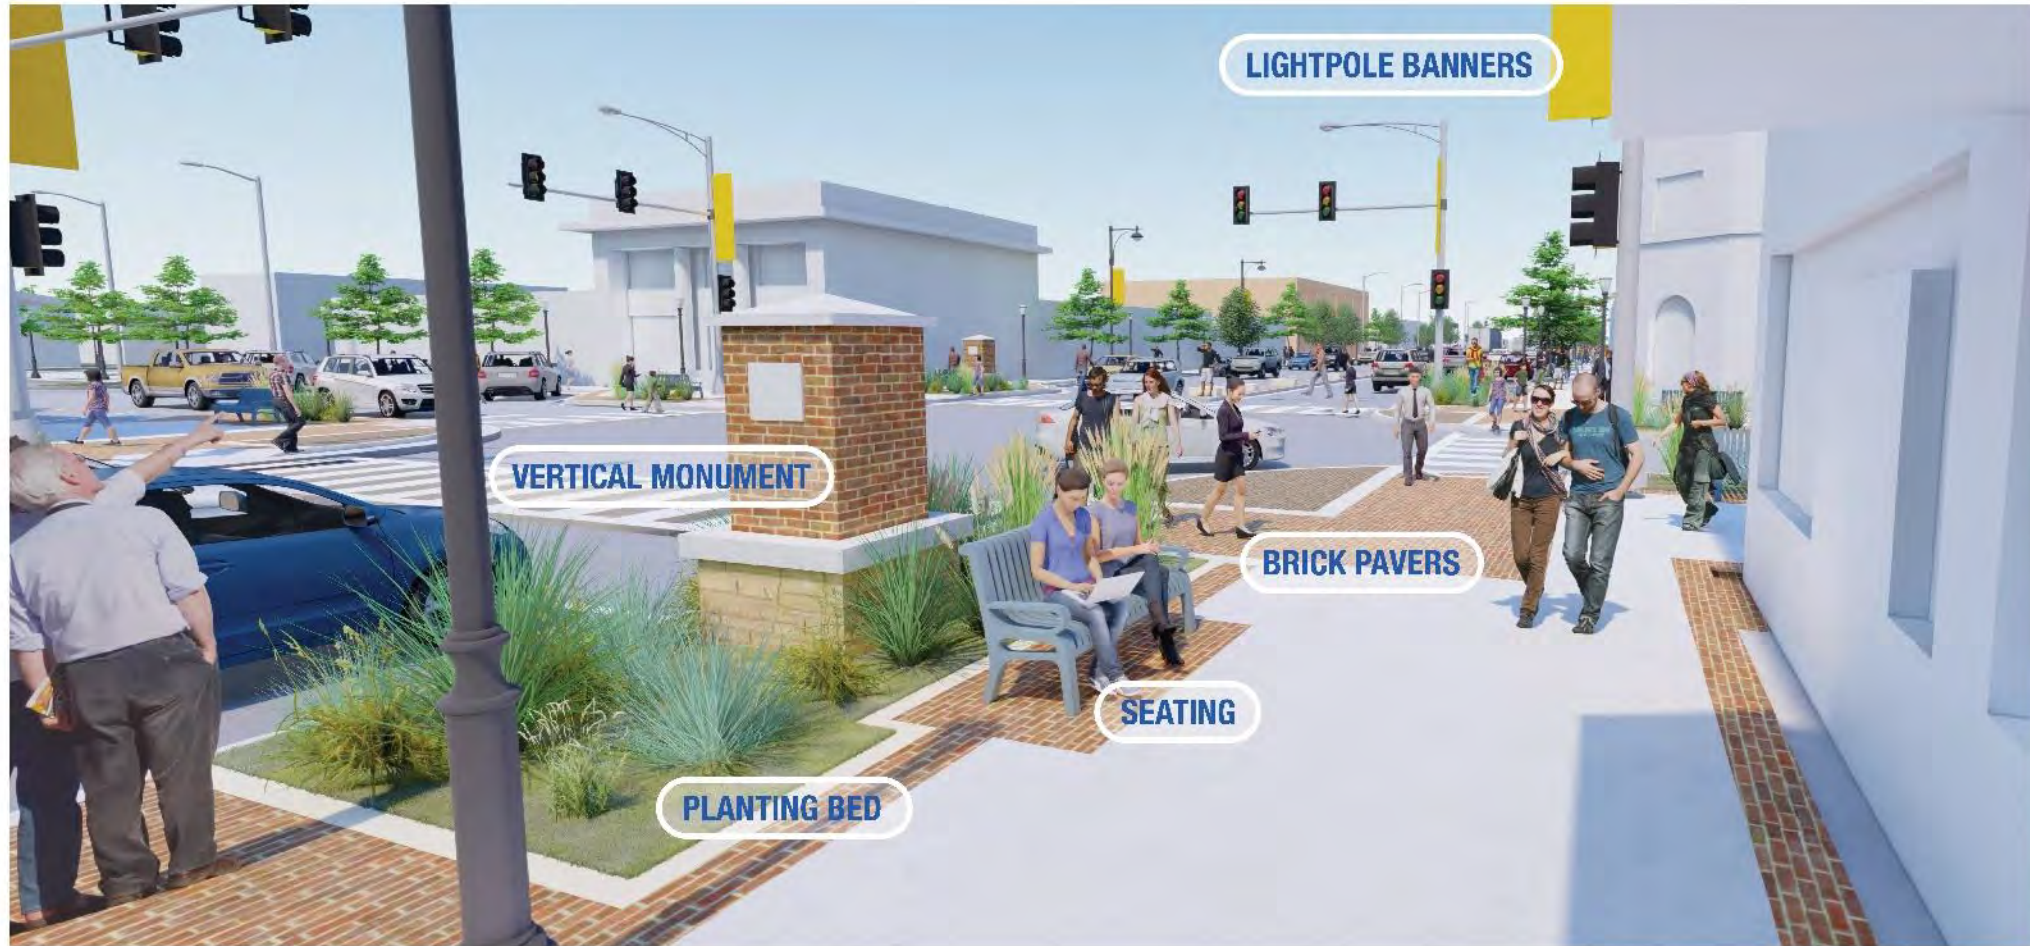 LIGHTPOLE BANNERS
VERTICAL MONUMENT
BRICK PAVERS
SEATING
PLANTING BED